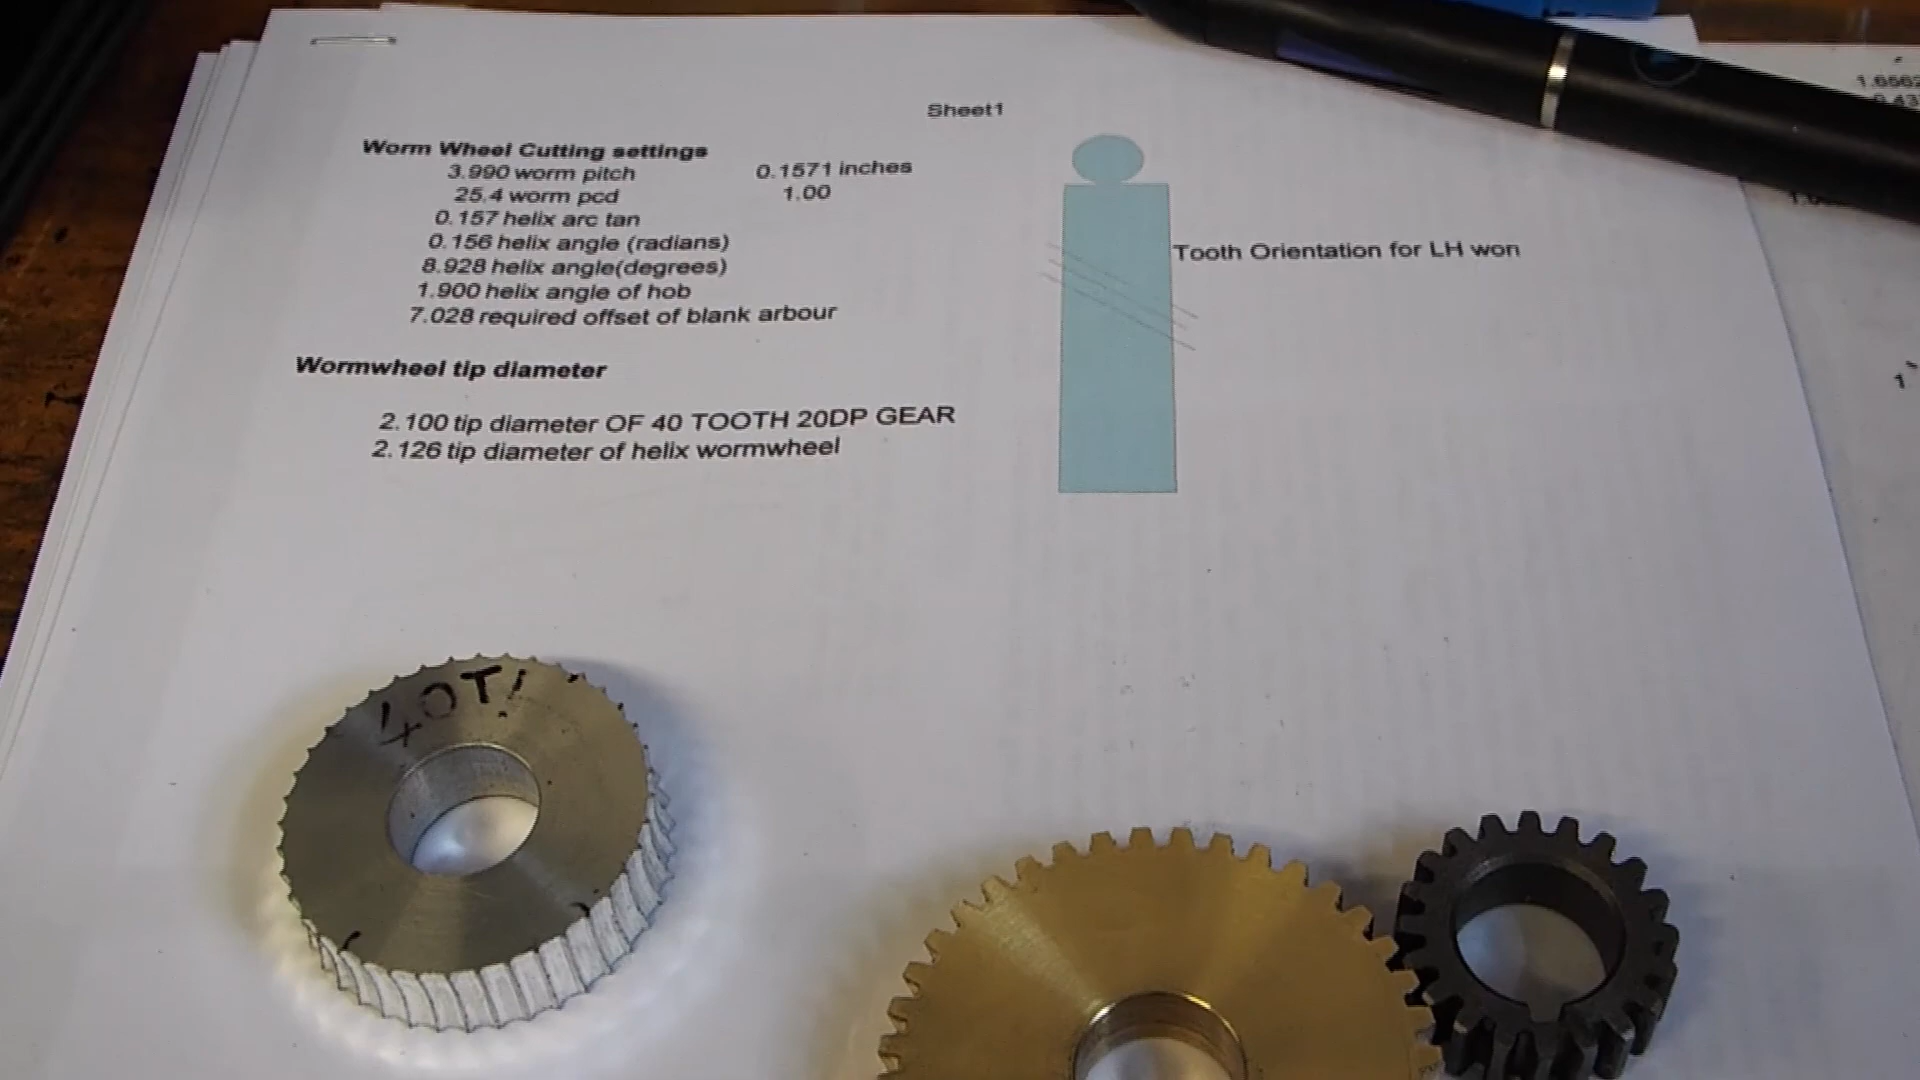 Sheet1
Worm Wheel Cutting settings
3.990 worm pitch 0.1571 inches
25.4 worm pcd 1.00
0.157 helix arc tan
0.156 helix angle (radians)
8.928 helix angle(degrees)
1.900 helix angle of hob
7.028 required offset of blank arbour
Tooth Orientation for LH won
Wormwheel tip diameter
2.100 tip diameter OF 40 TOOTH 20DP GEAR
2.126 tip diameter of helix wormwheel
40T!